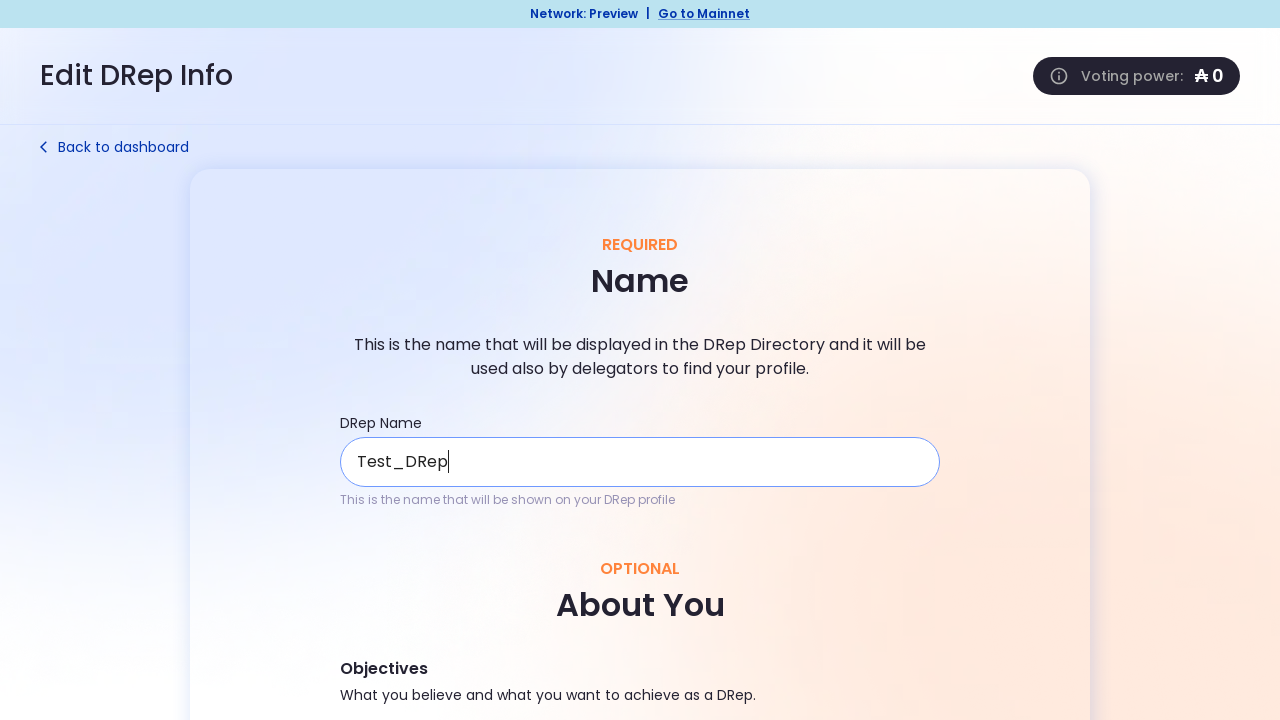 Network: Preview | Go to Mainnet
Edit DRep Info
Voting power: ₳ 0
Back to dashboard
REQUIRED
Name
This is the name that will be displayed in the DRep Directory and it will be
used also by delegators to find your profile.
DRep Name
Test_DRep
This is the name that will be shown on your DRep profile
OPTIONAL
About You
Objectives
What you believe and what you want to achieve as a DRep.